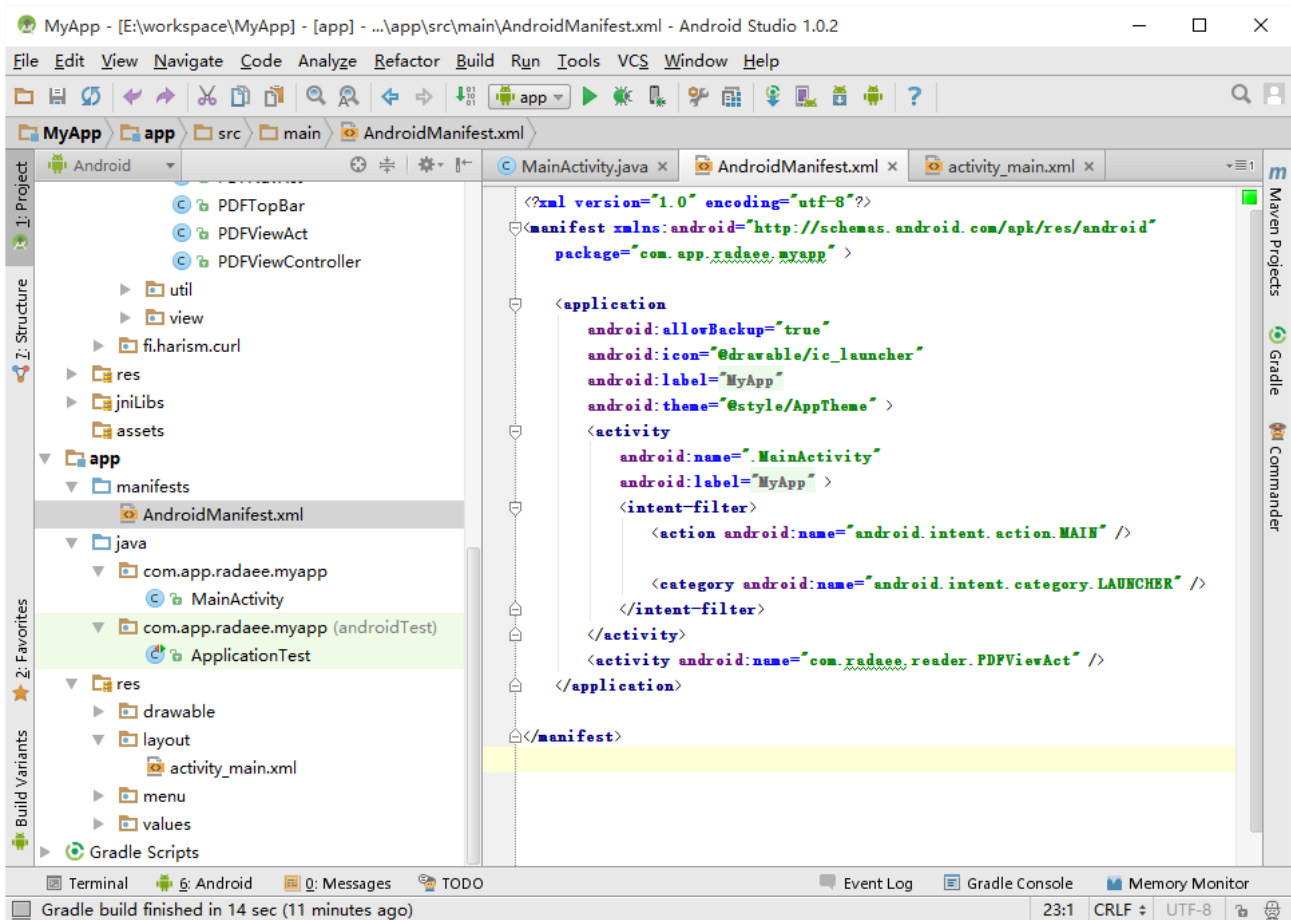 MyApp - [E:\workspace\MyApp] - [app] - ...\app\src\main\AndroidManifest.xml - Android Studio 1.0.2
File Edit View Navigate Code Analyze Refactor Build Run Tools VCS Window Help
app
MyApp app src main AndroidManifest.xml
Android
MainActivity.java × AndroidManifest.xml × activity_main.xml ×
1: Project
7: Structure
2: Favorites
Build Variants
PDFTopBar
PDFViewAct
PDFViewController
util
view
fi.harism.curl
res
jniLibs
assets
app
manifests
AndroidManifest.xml
java
com.app.radaee.myapp
MainActivity
com.app.radaee.myapp (androidTest)
ApplicationTest
res
drawable
layout
activity_main.xml
menu
values
Gradle Scripts
<?xml version="1.0" encoding="utf-8"?>
<manifest xmlns:android="http://schemas.android.com/apk/res/android"
package="com.app.radaee.myapp" >
<application
android:allowBackup="true"
android:icon="@drawable/ic_launcher"
android:label="MyApp"
android:theme="@style/AppTheme" >
<activity
android:name=".MainActivity"
android:label="MyApp" >
<intent-filter>
<action android:name="android.intent.action.MAIN" />
<category android:name="android.intent.category.LAUNCHER" />
</intent-filter>
</activity>
<activity android:name="com.radaee.reader.PDFViewAct" />
</application>
</manifest>
Maven Projects
Gradle
Commander
Terminal 6: Android 0: Messages TODO Event Log Gradle Console Memory Monitor
Gradle build finished in 14 sec (11 minutes ago) 23:1 CRLF UTF-8